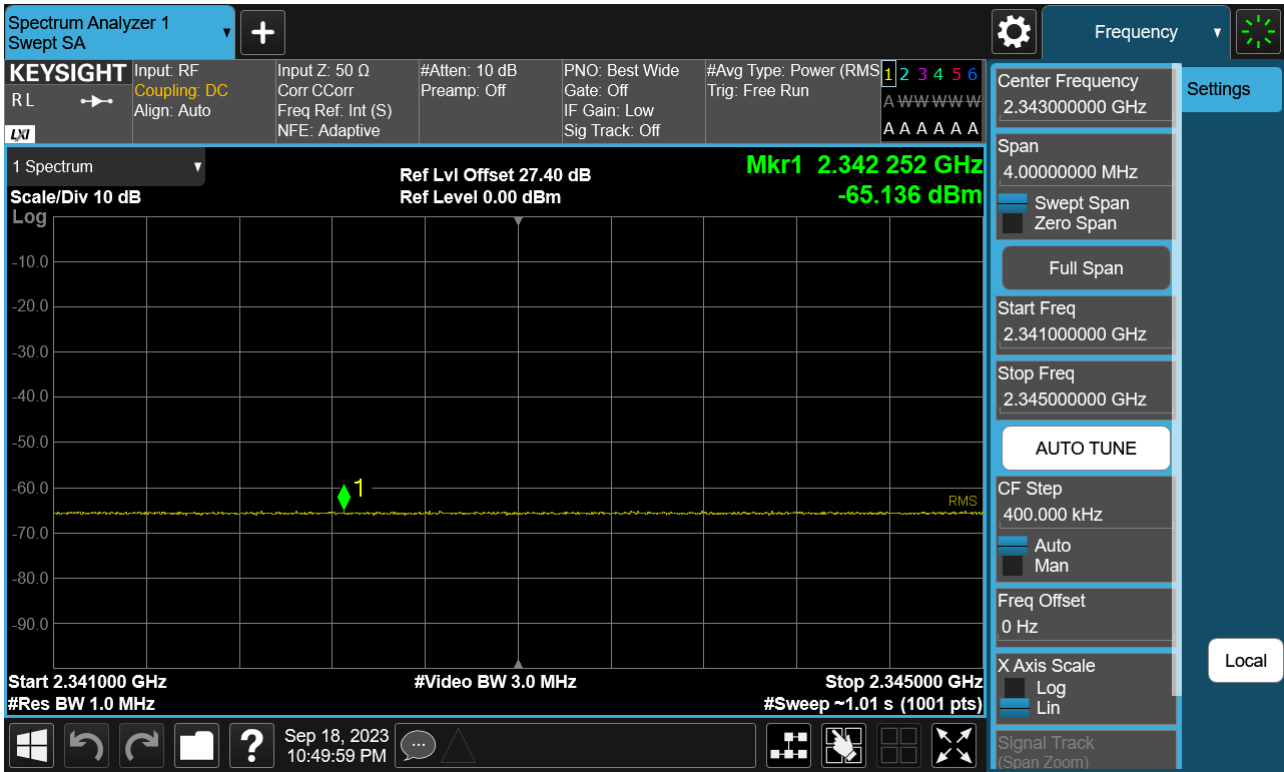 Spectrum Analyzer 1
Swept SA
Frequency
KEYSIGHT
R L
LXI
Input: RF
Coupling: DC
Align: Auto
Input Z: 50 Ω
Corr CCorr
Freq Ref: Int (S)
NFE: Adaptive
#Atten: 10 dB
Preamp: Off
PNO: Best Wide
Gate: Off
IF Gain: Low
Sig Track: Off
#Avg Type: Power (RMS
Trig: Free Run
1 2 3 4 5 6
A W W W W W
A A A A A A
1 Spectrum
Scale/Div 10 dB
Log
Ref Lvl Offset 27.40 dB
Ref Level 0.00 dBm
Mkr1 2.342 252 GHz
-65.136 dBm
-10.0
-20.0
-30.0
-40.0
-50.0
-60.0
-70.0
-80.0
-90.0
1
RMS
Start 2.341000 GHz
#Res BW 1.0 MHz
#Video BW 3.0 MHz
Stop 2.345000 GHz
#Sweep ~1.01 s (1001 pts)
Center Frequency
2.343000000 GHz
Span
4.00000000 MHz
Swept Span
Zero Span
Full Span
Start Freq
2.341000000 GHz
Stop Freq
2.345000000 GHz
AUTO TUNE
CF Step
400.000 kHz
Auto
Man
Freq Offset
0 Hz
X Axis Scale
Log
Lin
Signal Track
(Span Zoom)
Settings
Local
?
Sep 18, 2023
10:49:59 PM